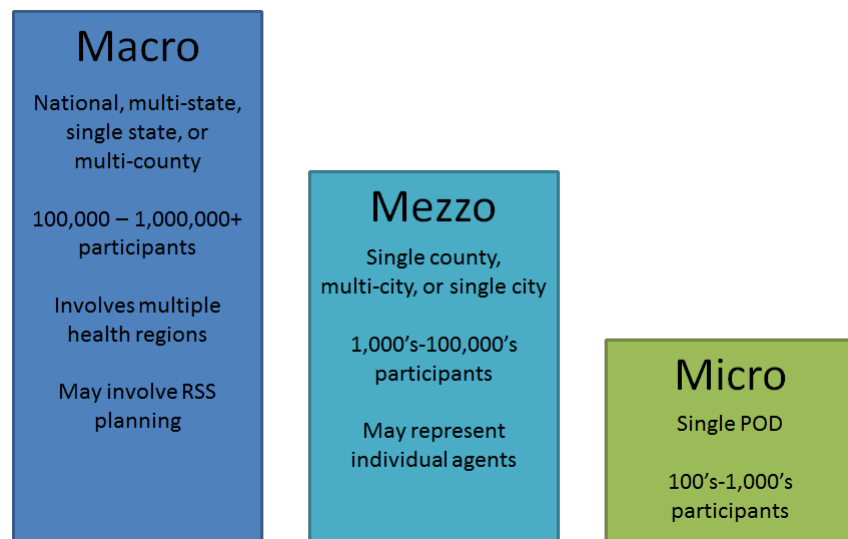 Macro
National, multi-state,
single state, or
multi-county
100,000 – 1,000,000+
participants
Involves multiple
health regions
May involve RSS
planning
Mezzo
Single county,
multi-city, or single city
1,000’s-100,000’s
participants
May represent
individual agents
Micro
Single POD
100’s-1,000’s
participants